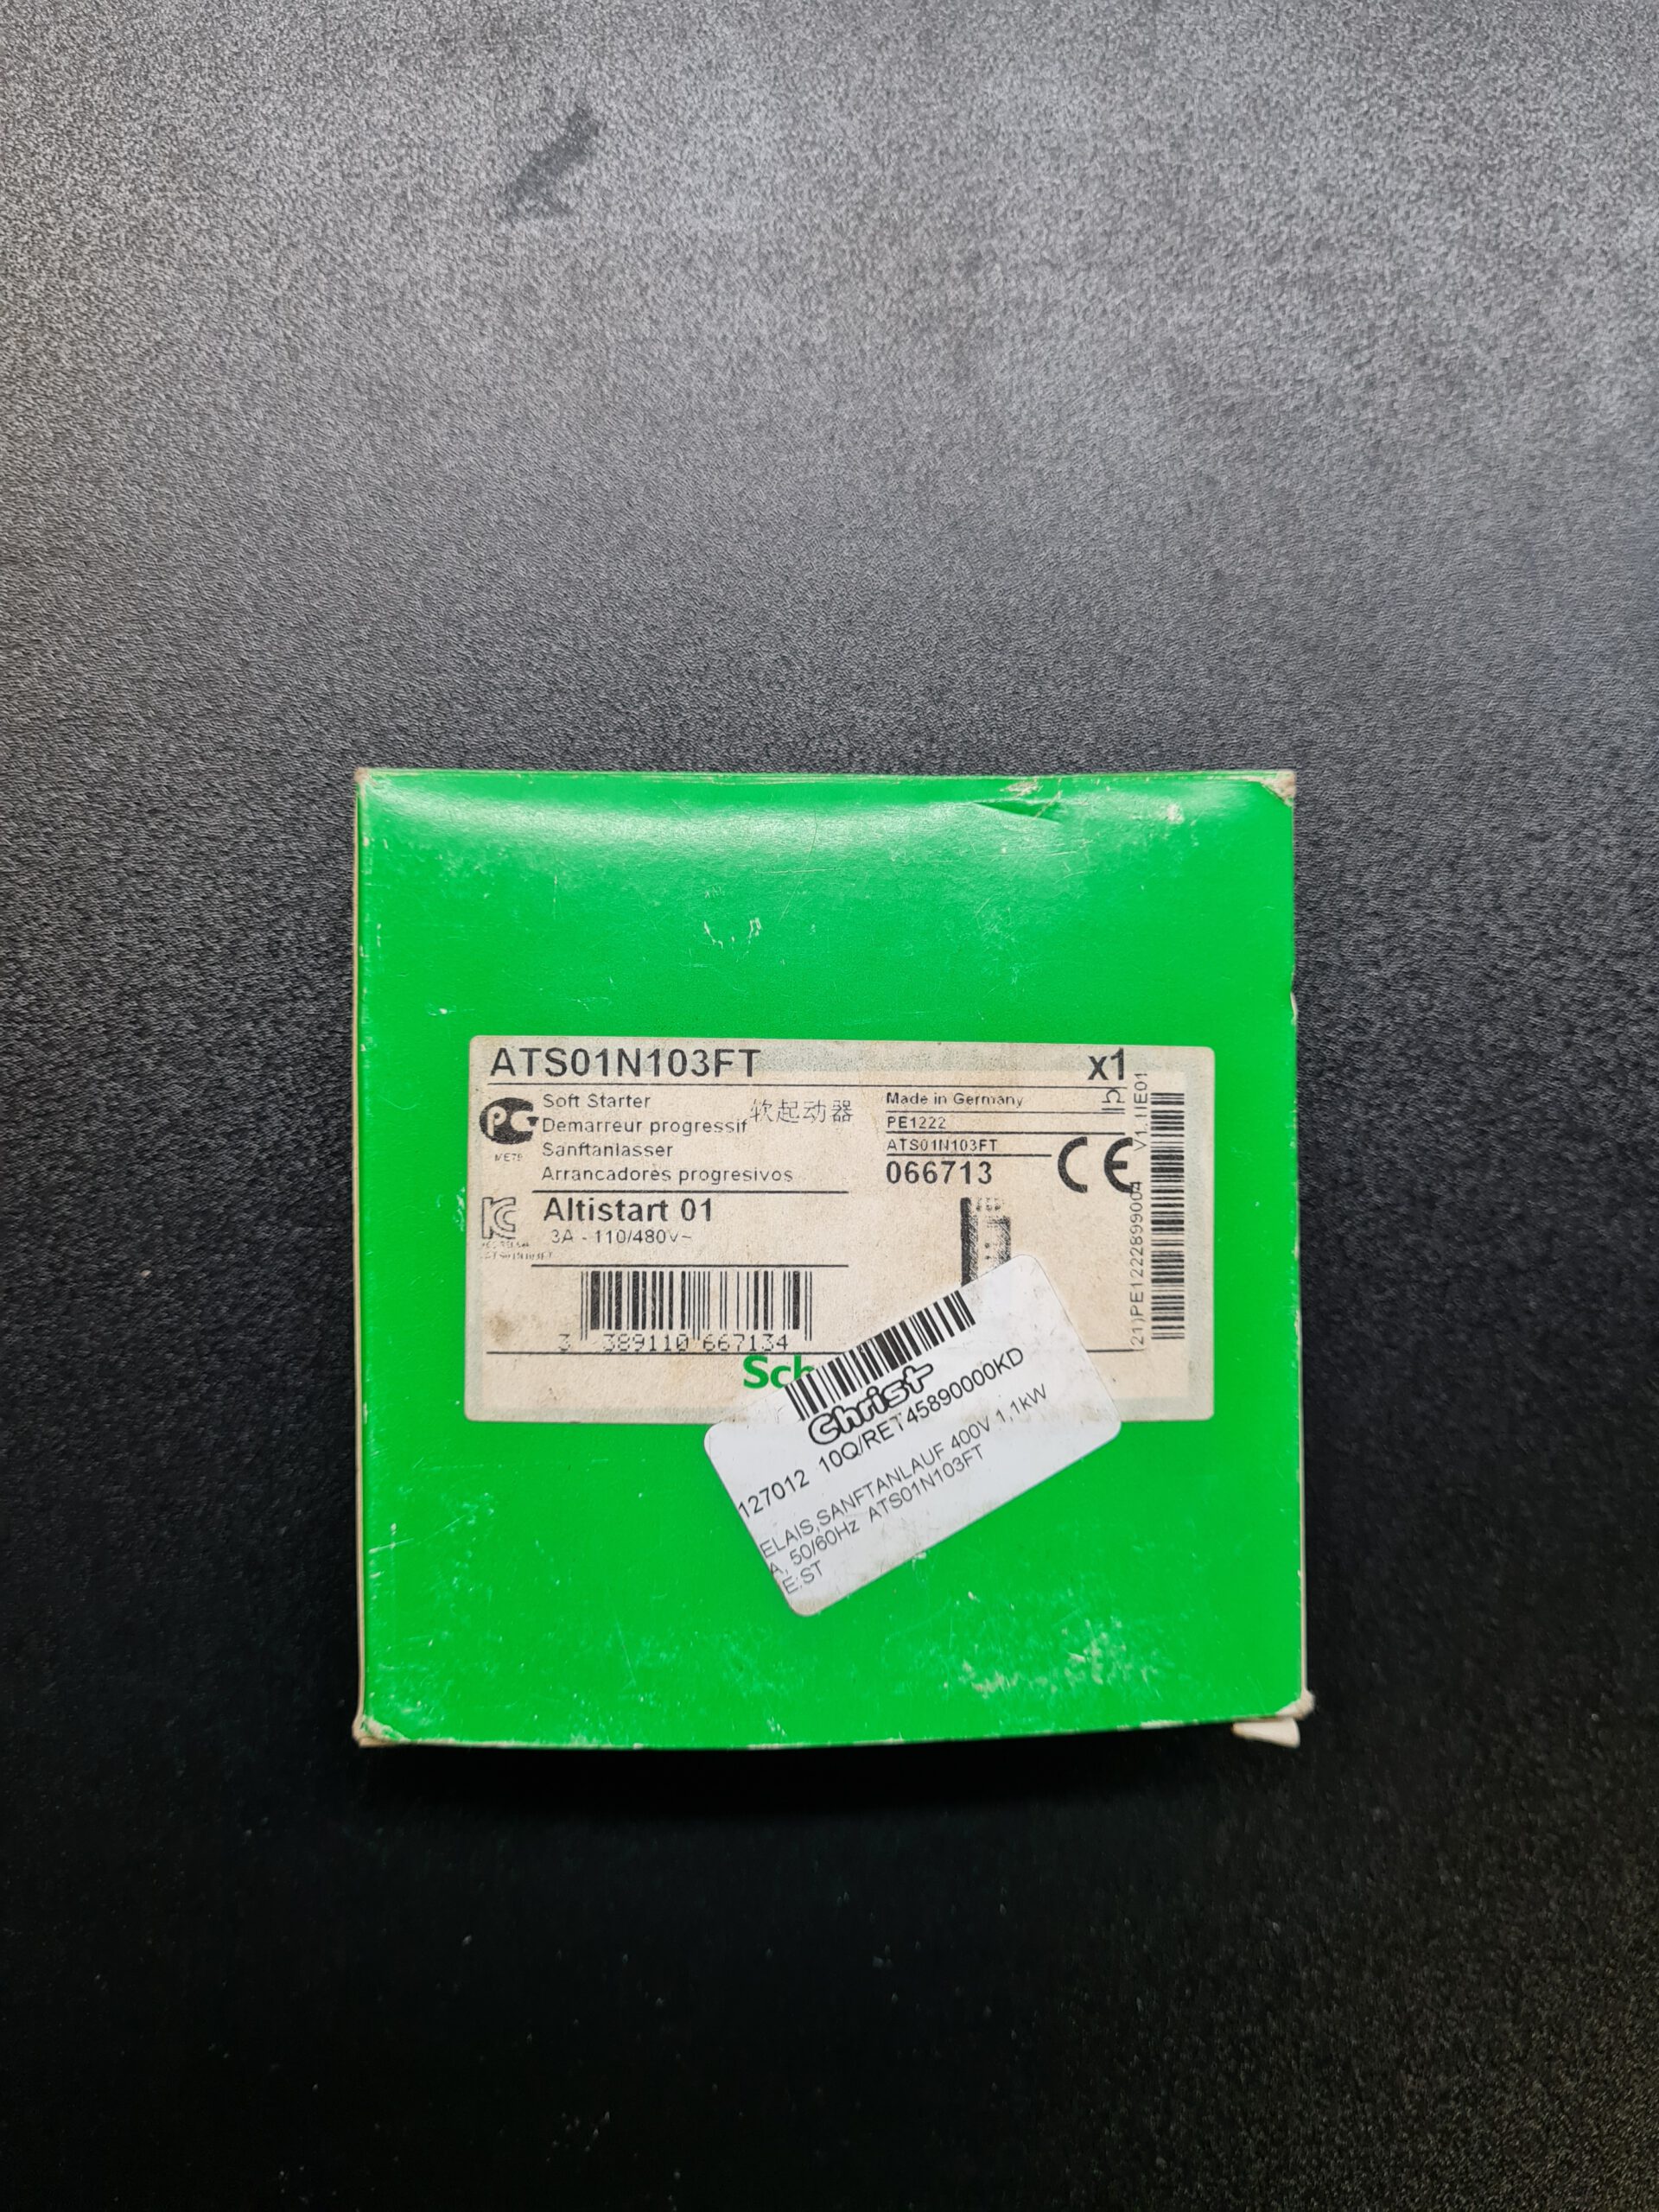 ATS01N103FT x1
Soft Starter
Demarreur progressif 软起动器
Sanftanlasser
Arrancadores progresivos
Made in Germany
PE1222
ATS01N103FT
066713
CE
Altistart 01
3A - 110/480V~
3 389110 667134
Sch
(21)PE1222899004 V1.1IE01
Christ
127012 10Q/RET45890000KD
ELAIS,SANFTANLAUF 400V 1,1kW
A, 50/60Hz ATS01N103FT
E:ST